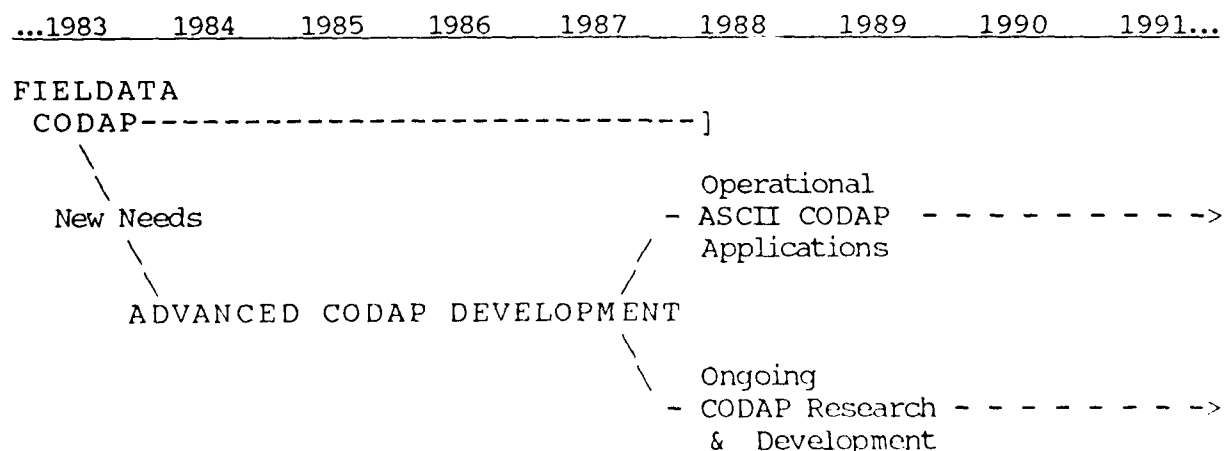 ...1983 1984 1985 1986 1987 1988 1989 1990 1991...
FIELDATA
CODAP---------------------------]
New Needs
Operational
- ASCII CODAP - - - - - - - - - ->
Applications
ADVANCED CODAP DEVELOPMENT
Ongoing
- CODAP Research - - - - - - - ->
& Development